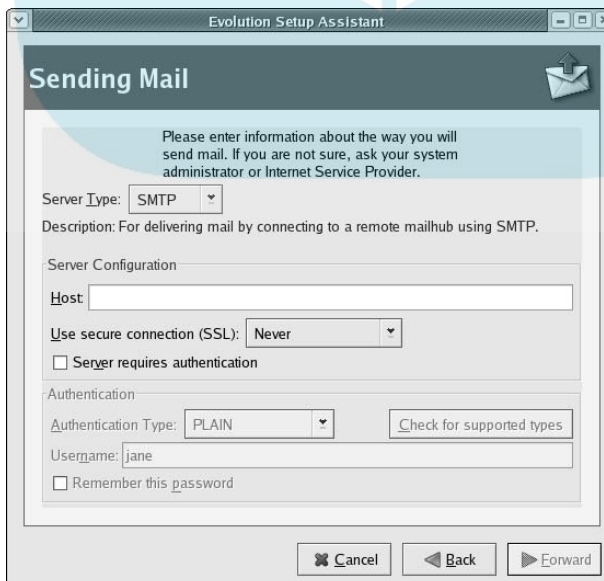 Evolution Setup Assistant
Sending Mail
Please enter information about the way you will
send mail. If you are not sure, ask your system
administrator or Internet Service Provider.
Server Type: SMTP
Description: For delivering mail by connecting to a remote mailhub using SMTP.
Server Configuration
Host:
Use secure connection (SSL): Never
Server requires authentication
Authentication
Authentication Type: PLAIN Check for supported types
Username: jane
Remember this password
Cancel Back Forward